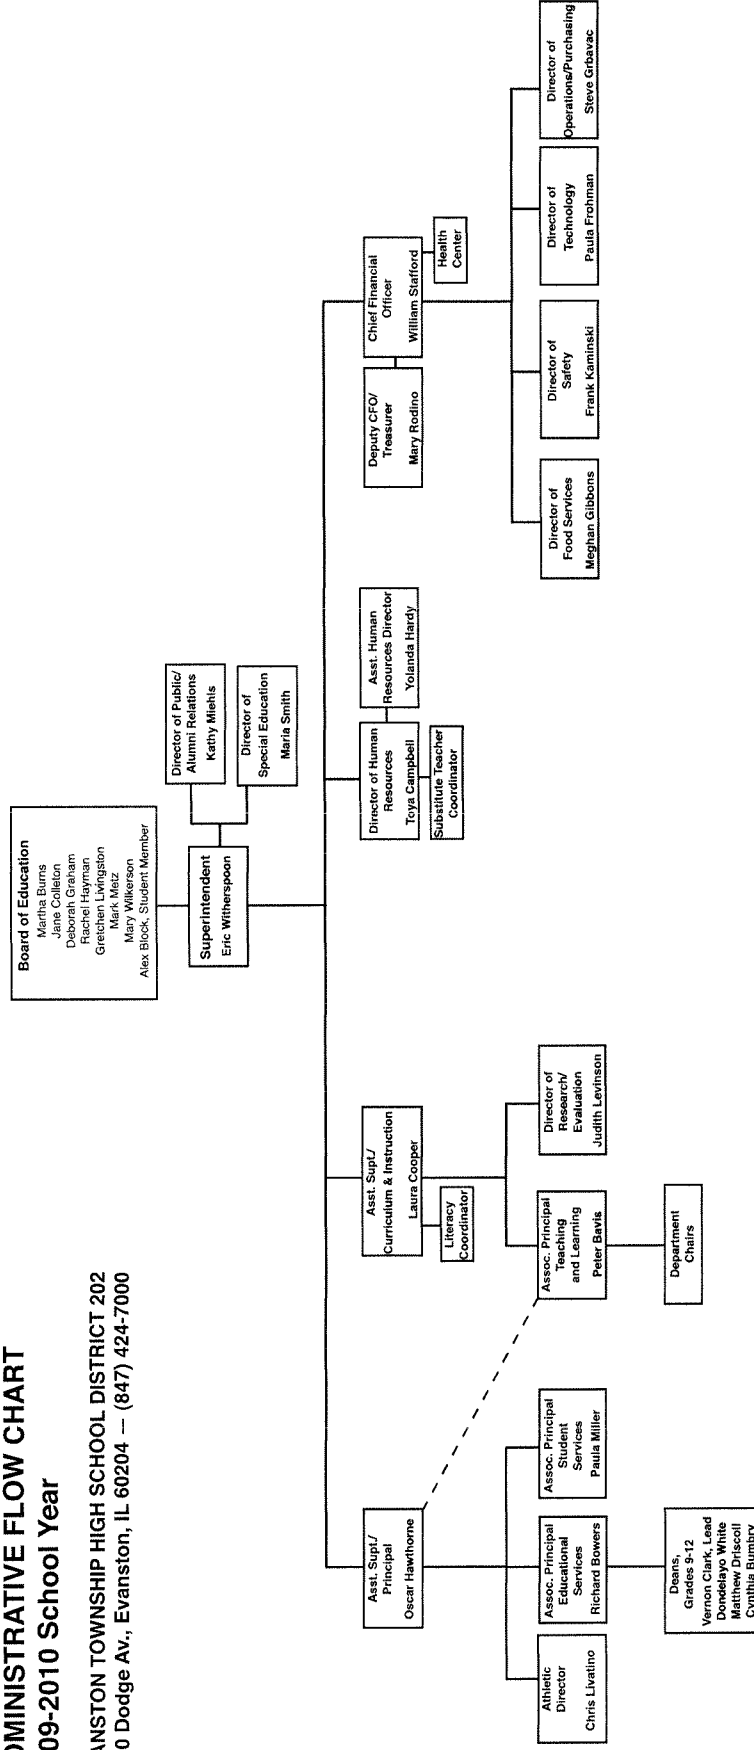 DMINISTRATIVE FLOW CHART
09-2010 School Year
ANSTON TOWNSHIP HIGH SCHOOL DISTRICT 202
0 Dodge Av., Evanston, IL 60204 — (847) 424-7000
Board of Education
Martha Burns
Jane Colleton
Deborah Graham
Rachel Hayman
Gretchen Livingston
Mark Metz
Mary Wilkerson
Alex Block, Student Member
Superintendent
Eric Witherspoon
Director of Public/
Alumni Relations
Kathy Miehls
Director of
Special Education
Maria Smith
Asst. Supt./
Principal
Oscar Hawthorne
Asst. Supt./
Curriculum & Instruction
Laura Cooper
Literacy
Coordinator
Director of Human
Resources
Toya Campbell
Asst. Human
Resources Director
Yolanda Hardy
Substitute Teacher
Coordinator
Deputy CFO/
Treasurer
Mary Rodino
Chief Financial
Officer
William Stafford
Health
Center
Athletic
Director
Chris Livatino
Assoc. Principal
Educational
Services
Richard Bowers
Assoc. Principal
Student
Services
Paula Miller
Assoc. Principal
Teaching
and Learning
Peter Bavis
Director of
Research/
Evaluation
Judith Levinson
Director of
Food Services
Meghan Gibbons
Director of
Safety
Frank Kaminski
Director of
Technology
Paula Frohman
Director of
Operations/Purchasing
Steve Grbavac
Deans,
Grades 9-12
Vernon Clark, Lead
Dondelayo White
Matthew Driscoll
Cynthia Bumbry
Department
Chairs